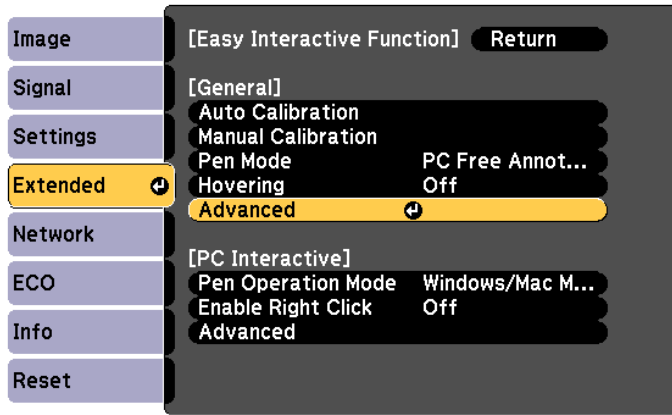 Image
Signal
Settings
Extended
Network
ECO
Info
Reset
[Easy Interactive Function] Return
[General]
Auto Calibration
Manual Calibration
Pen Mode PC Free Annot...
Hovering Off
Advanced
[PC Interactive]
Pen Operation Mode Windows/Mac M...
Enable Right Click Off
Advanced